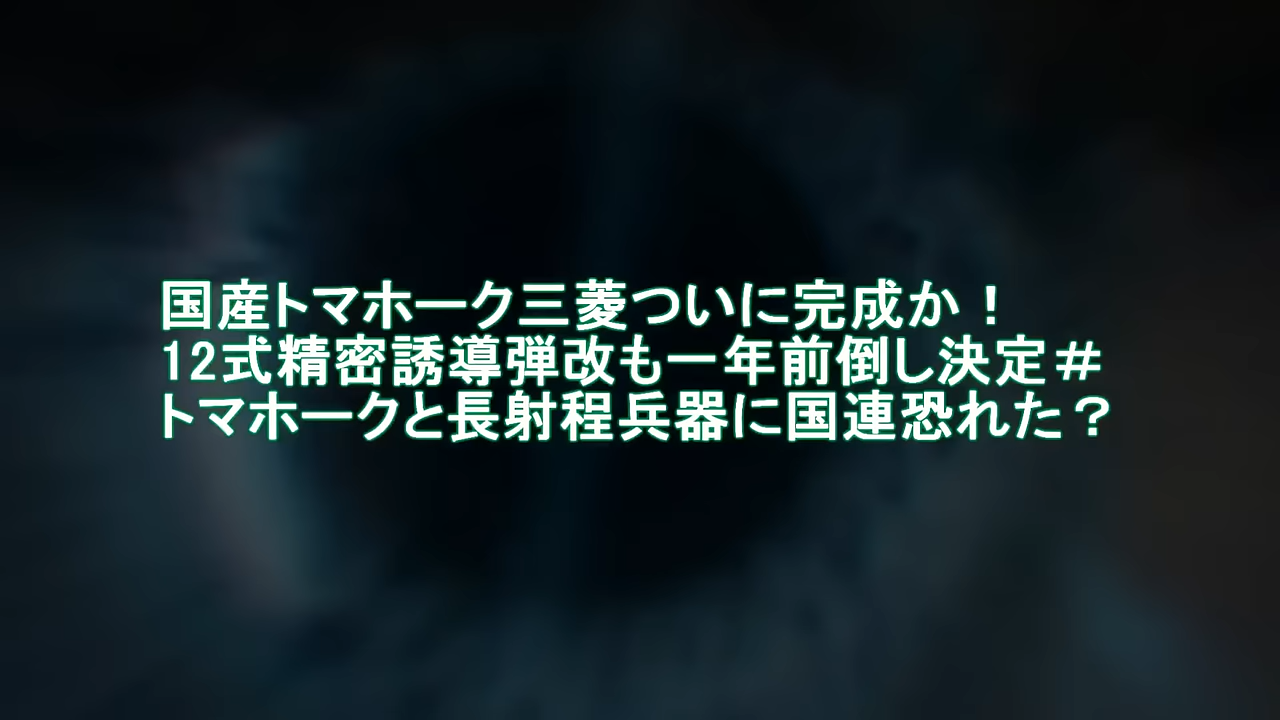 国産トマホーク三菱ついに完成か！
12式精密誘導弾改も一年前倒し決定＃
トマホークと長射程兵器に国連恐れた？